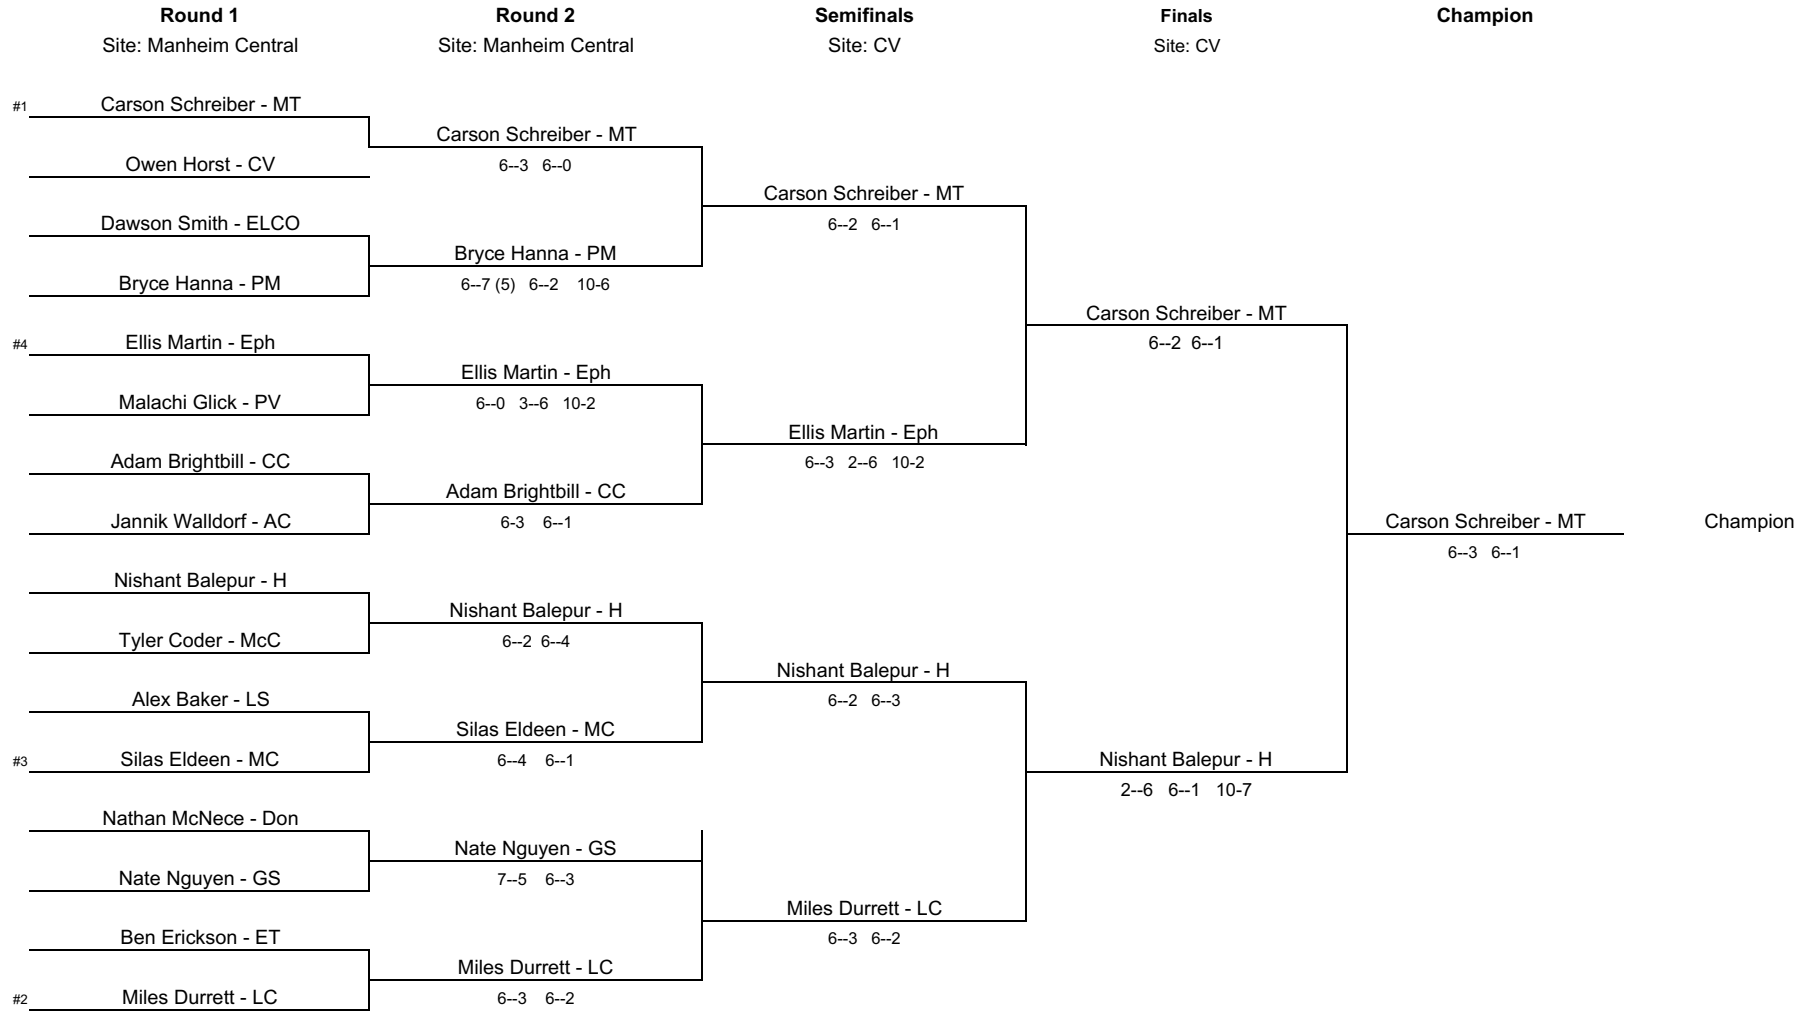 Round 1
Site: Manheim Central
Round 2
Site: Manheim Central
Semifinals
Site: CV
Finals
Site: CV
Champion
#1
Carson Schreiber - MT
Owen Horst - CV
Dawson Smith - ELCO
Bryce Hanna - PM
#4
Ellis Martin - Eph
Malachi Glick - PV
Adam Brightbill - CC
Jannik Walldorf - AC
Nishant Balepur - H
Tyler Coder - McC
Alex Baker - LS
#3
Silas Eldeen - MC
Nathan McNece - Don
Nate Nguyen - GS
Ben Erickson - ET
#2
Miles Durrett - LC
Carson Schreiber - MT
6--3 6--0
Bryce Hanna - PM
6--7 (5) 6--2 10-6
Ellis Martin - Eph
6--0 3--6 10-2
Adam Brightbill - CC
6-3 6--1
Nishant Balepur - H
6--2 6--4
Silas Eldeen - MC
6--4 6--1
Nate Nguyen - GS
7--5 6--3
Miles Durrett - LC
6--3 6--2
Carson Schreiber - MT
6--2 6--1
Ellis Martin - Eph
6--3 2--6 10-2
Nishant Balepur - H
6--2 6--3
Miles Durrett - LC
6--3 6--2
Carson Schreiber - MT
6--2 6--1
Nishant Balepur - H
2--6 6--1 10-7
Carson Schreiber - MT
6--3 6--1
Champion